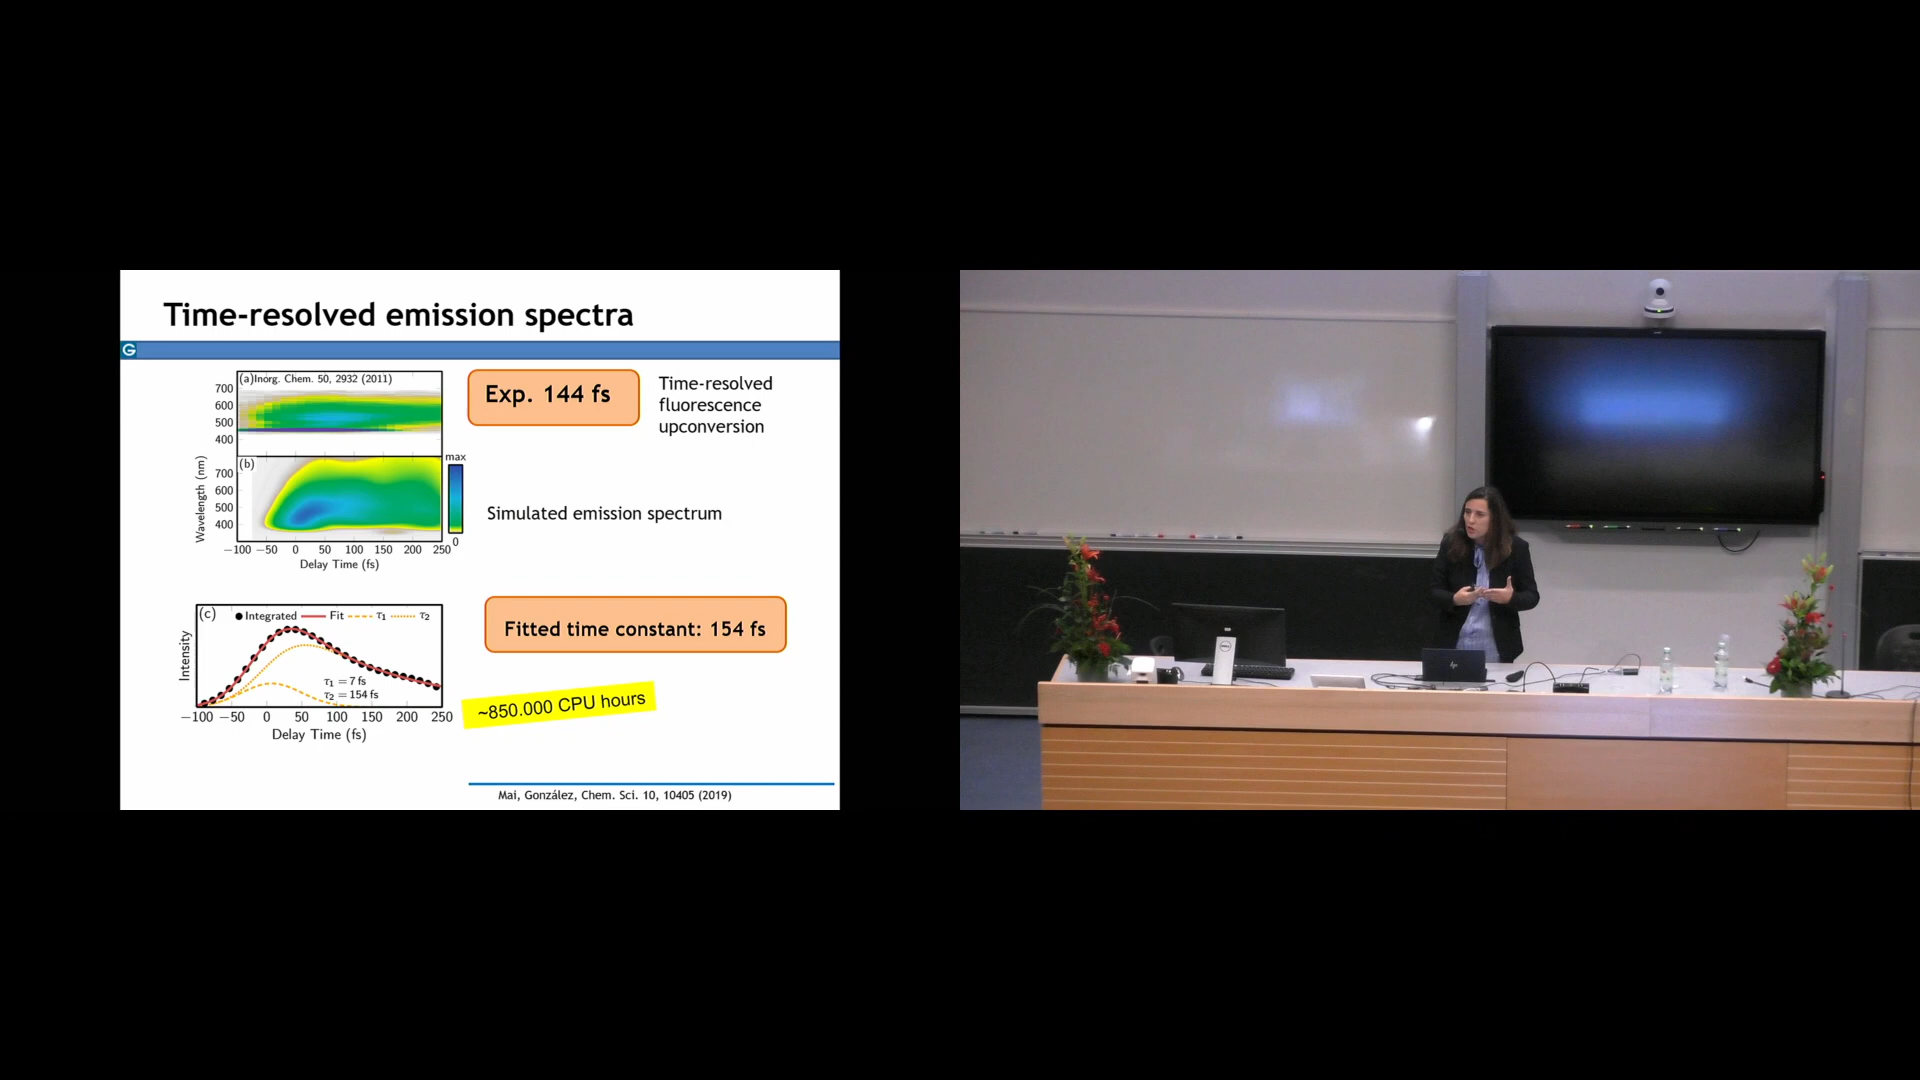 Time-resolved emission spectra
G
(a) Inorg. Chem. 50, 2932 (2011)
700
600
500
400
Exp. 144 fs
Time-resolved
fluorescence
upconversion
(b)
max
0
700
600
500
400
Wavelength (nm)
−100 −50 0 50 100 150 200 250
Delay Time (fs)
Simulated emission spectrum
(c)
Integrated Fit τ1 τ2
τ1 = 7 fs
τ2 = 154 fs
Intensity
−100 −50 0 50 100 150 200 250
Delay Time (fs)
Fitted time constant: 154 fs
~850.000 CPU hours
Mai, González, Chem. Sci. 10, 10405 (2019)
DELL
hp